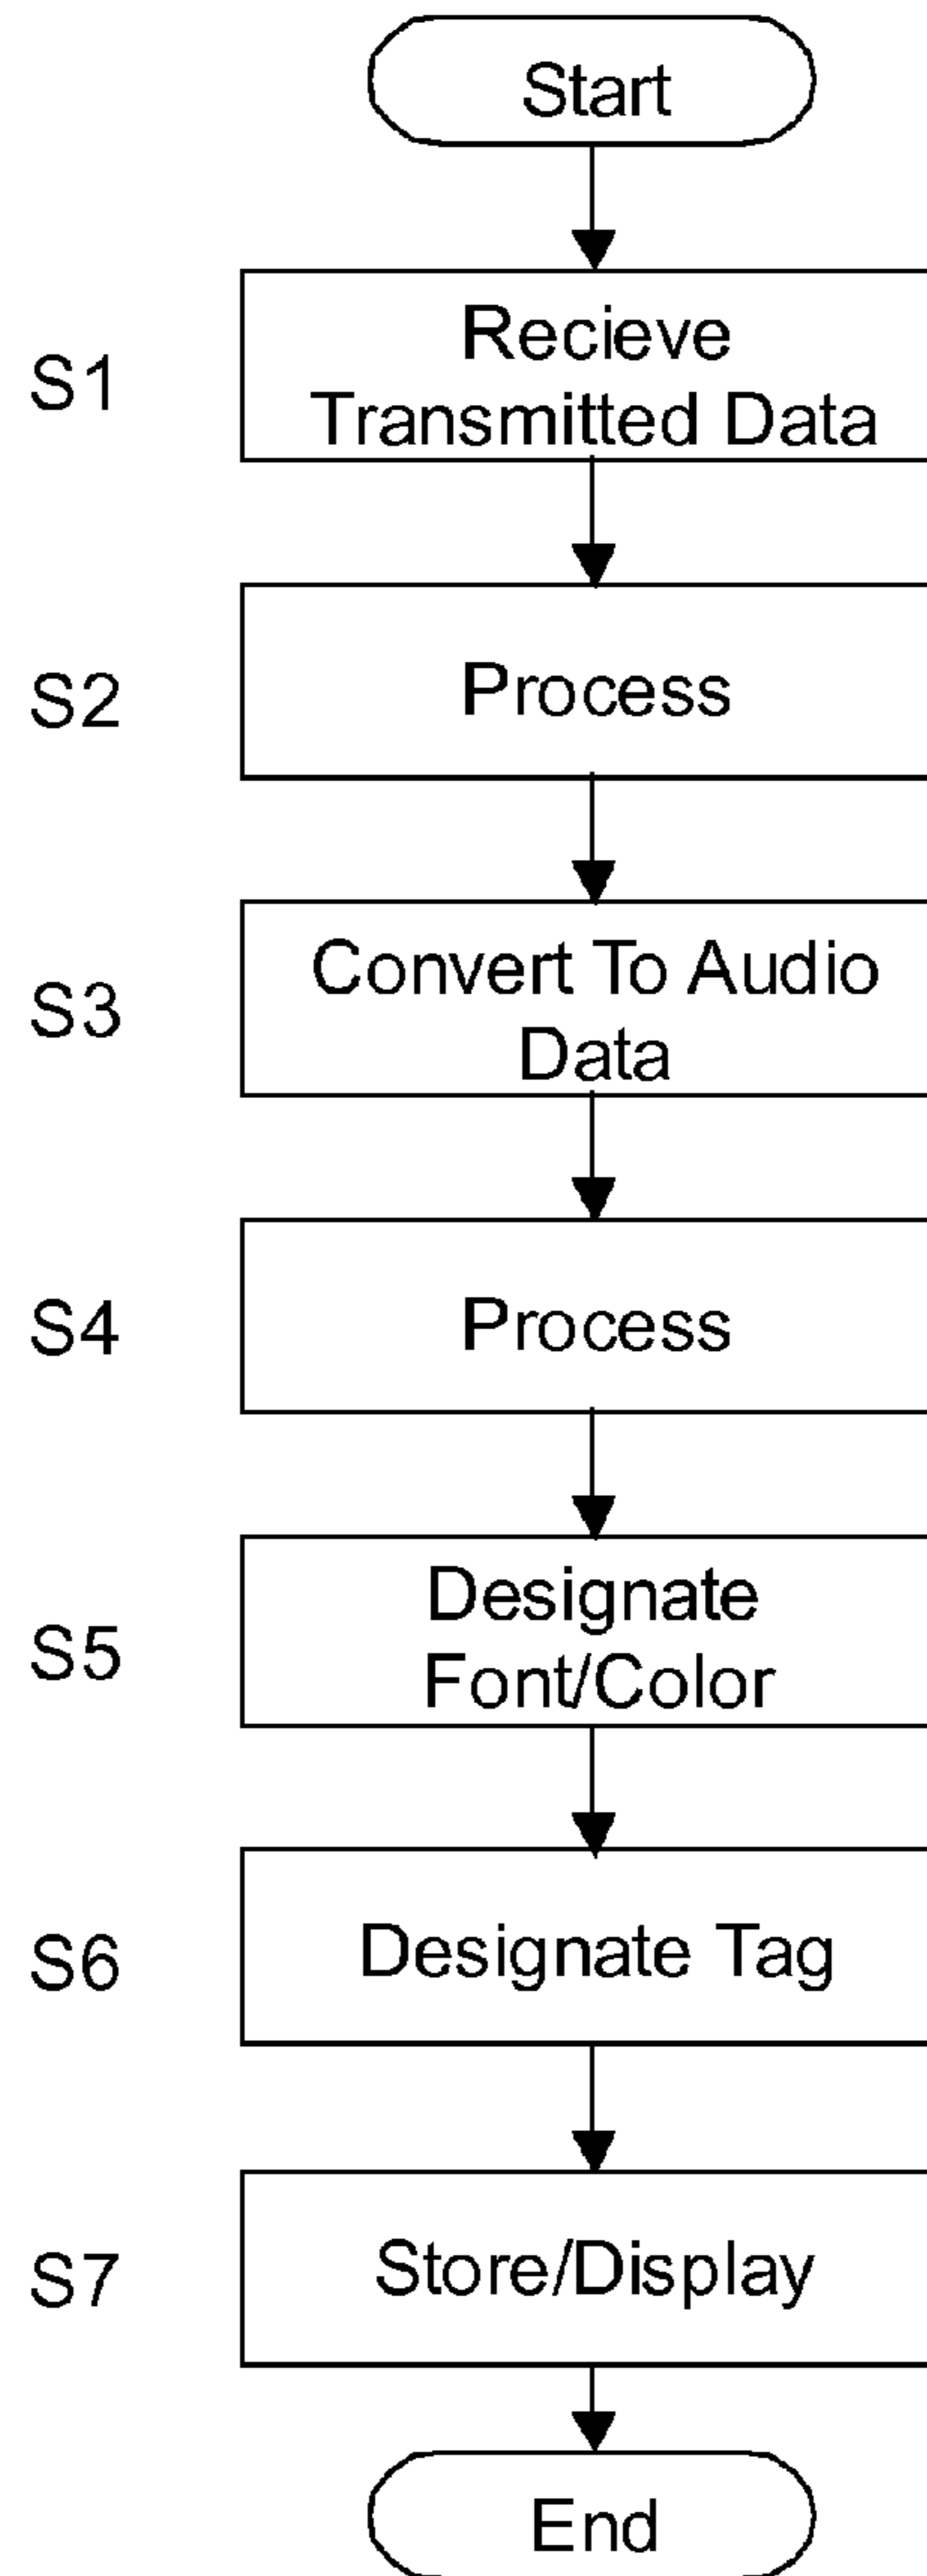 Start
S1
Recieve
Transmitted Data
S2
Process
S3
Convert To Audio
Data
S4
Process
S5
Designate
Font/Color
S6
Designate Tag
S7
Store/Display
End